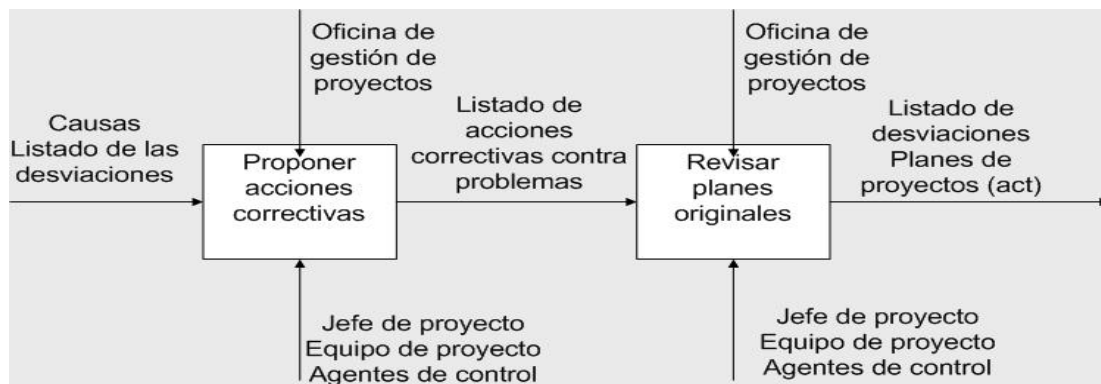 Oficina de
gestión de
proyectos
Oficina de
gestión de
proyectos
Causas
Listado de las
desviaciones
Proponer
acciones
correctivas
Listado de
acciones
correctivas contra
problemas
Revisar
planes
originales
Listado de
desviaciones
Planes de
proyectos (act)
Jefe de proyecto
Equipo de proyecto
Agentes de control
Jefe de proyecto
Equipo de proyecto
Agentes de control